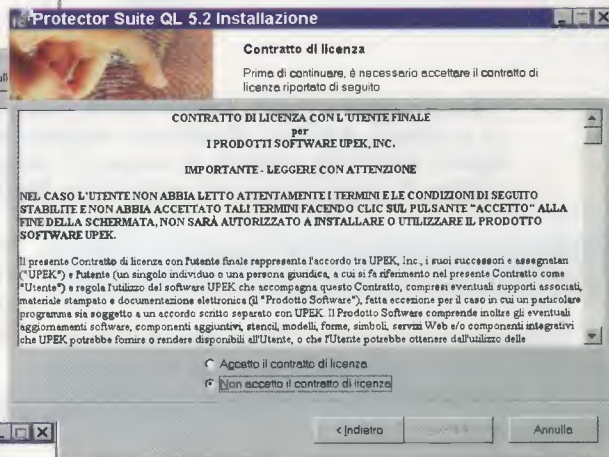 Protector Suite QL 5.2 Installazione
Contratto di licenza
Prima di continuare, è necessario accettare il contratto di
licenza riportato di seguito
CONTRATTO DI LICENZA CON L'UTENTE FINALE
per
I PRODOTTI SOFTWARE UPEK, INC.
IMPORTANTE - LEGGERE CON ATTENZIONE
NEL CASO L'UTENTE NON ABBIA LETTO ATTENTAMENTE I TERMINI E LE CONDIZIONI DI SEGUITO
STABILITE E NON ABBIA ACCETTATO TALI TERMINI FACENDO CLIC SUL PULSANTE "ACCETTO" ALLA
FINE DELLA SCHERMATA, NON SARÀ AUTORIZZATO A INSTALLARE O UTILIZZARE IL PRODOTTO
SOFTWARE UPEK.
Il presente Contratto di licenza con l'utente finale rappresenta l'accordo tra UPEK, Inc., i suoi successori e assegnatari
("UPEK") e l'utente (un singolo individuo o una persona giuridica, a cui si fa riferimento nel presente Contratto come
"Utente") e regola l'utilizzo del software UPEK che accompagna questo Contratto, compresi eventuali supporti associati,
materiale stampato e documentazione elettronica (il "Prodotto Software"), fatta eccezione per il caso in cui un particolare
programma sia soggetto a un accordo scritto separato con UPEK. Il Prodotto Software comprende inoltre gli eventuali
aggiornamenti software, componenti aggiuntivi, stencil, modelli, forme, simboli, servizi Web e/o componenti integrativi
che UPEK potrebbe fornire o rendere disponibili all'Utente, o che l'Utente potrebbe ottenere dall'utilizzo delle
Accetto il contratto di licenza
Non accetto il contratto di licenza
< Indietro
Annulla